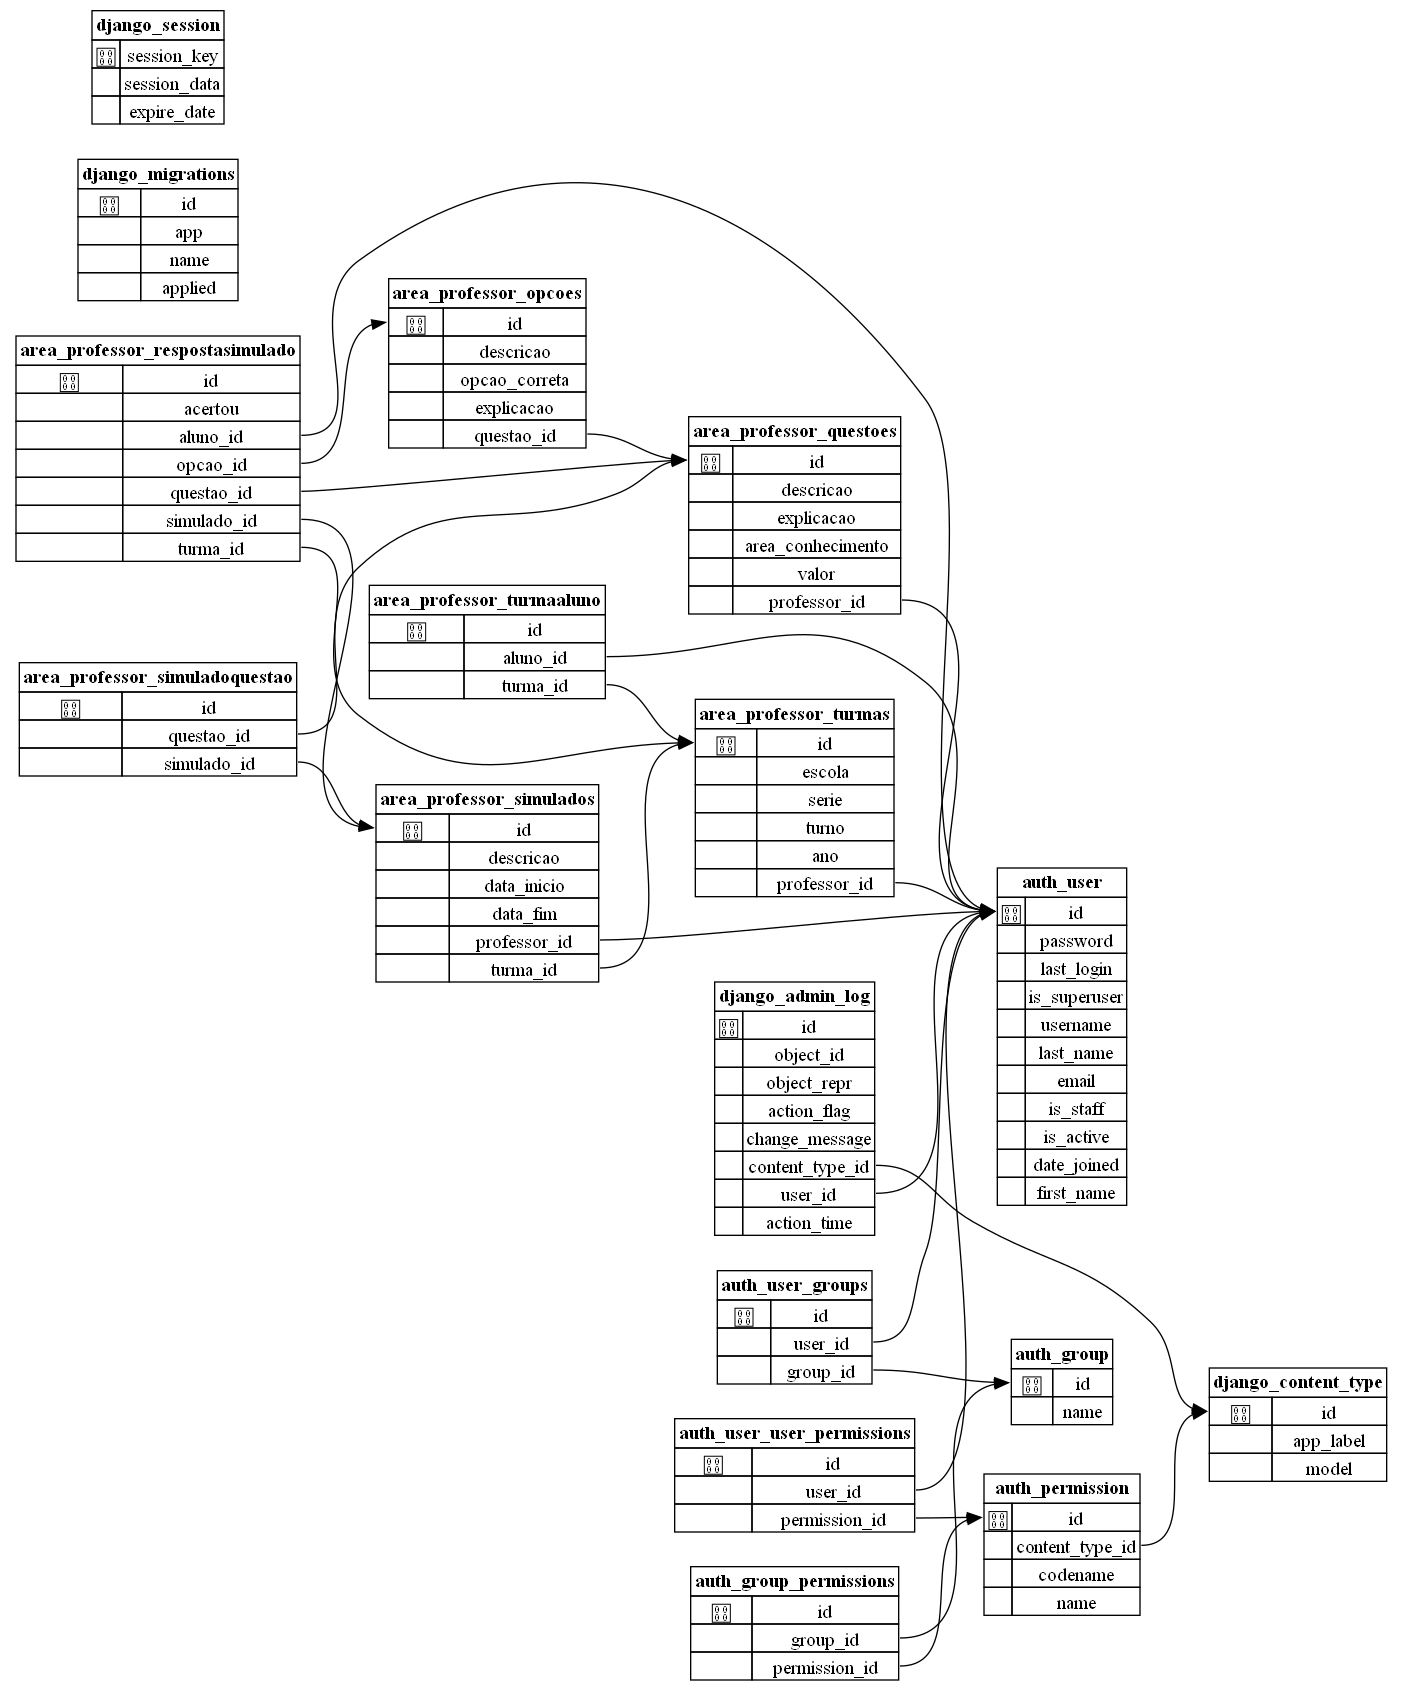 django_session
session_key
session_data
expire_date
django_migrations
id
app
name
applied
area_professor_respostasimulado
id
acertou
aluno_id
opcao_id
questao_id
simulado_id
turma_id
area_professor_simuladoquestao
id
questao_id
simulado_id
area_professor_opcoes
id
descricao
opcao_correta
explicacao
questao_id
area_professor_turmaaluno
id
aluno_id
turma_id
area_professor_simulados
id
descricao
data_inicio
data_fim
professor_id
turma_id
area_professor_questoes
id
descricao
explicacao
area_conhecimento
valor
professor_id
area_professor_turmas
id
escola
serie
turno
ano
professor_id
django_admin_log
id
object_id
object_repr
action_flag
change_message
content_type_id
user_id
action_time
auth_user_groups
id
user_id
group_id
auth_user_user_permissions
id
user_id
permission_id
auth_group_permissions
id
group_id
permission_id
auth_user
id
password
last_login
is_superuser
username
last_name
email
is_staff
is_active
date_joined
first_name
auth_group
id
name
auth_permission
id
content_type_id
codename
name
django_content_type
id
app_label
model